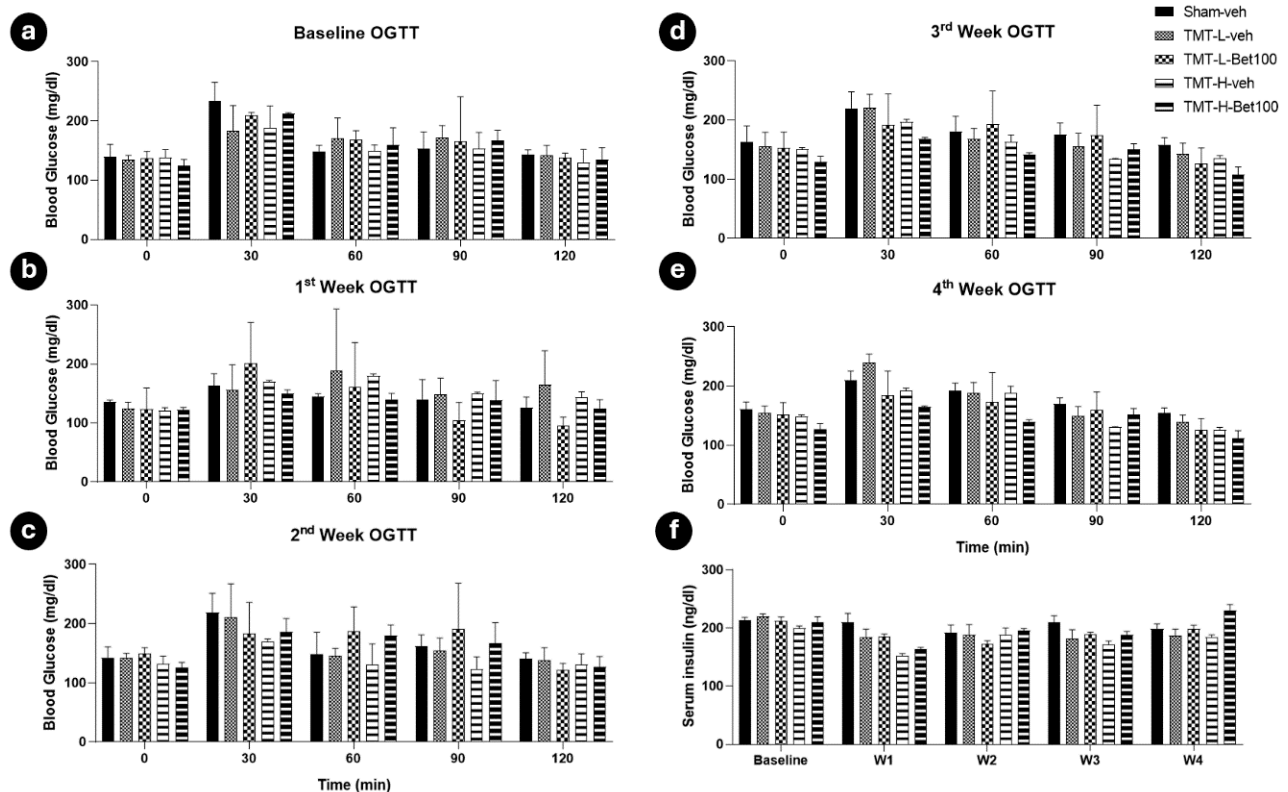 a
Baseline OGTT
Blood Glucose (mg/dl)
300
200
100
0
0 30 60 90 120
b
1st Week OGTT
Blood Glucose (mg/dl)
300
200
100
0
0 30 60 90 120
c
2nd Week OGTT
Blood Glucose (mg/dl)
300
200
100
0
0 30 60 90 120
Time (min)
d
3rd Week OGTT
Blood Glucose (mg/dl)
300
200
100
0
0 30 60 90 120
Sham-veh
TMT-L-veh
TMT-L-Bet100
TMT-H-veh
TMT-H-Bet100
e
4th Week OGTT
Blood Glucose (mg/dl)
300
200
100
0
0 30 60 90 120
Time (min)
f
Serum insulin (ng/dl)
300
200
100
0
Baseline W1 W2 W3 W4